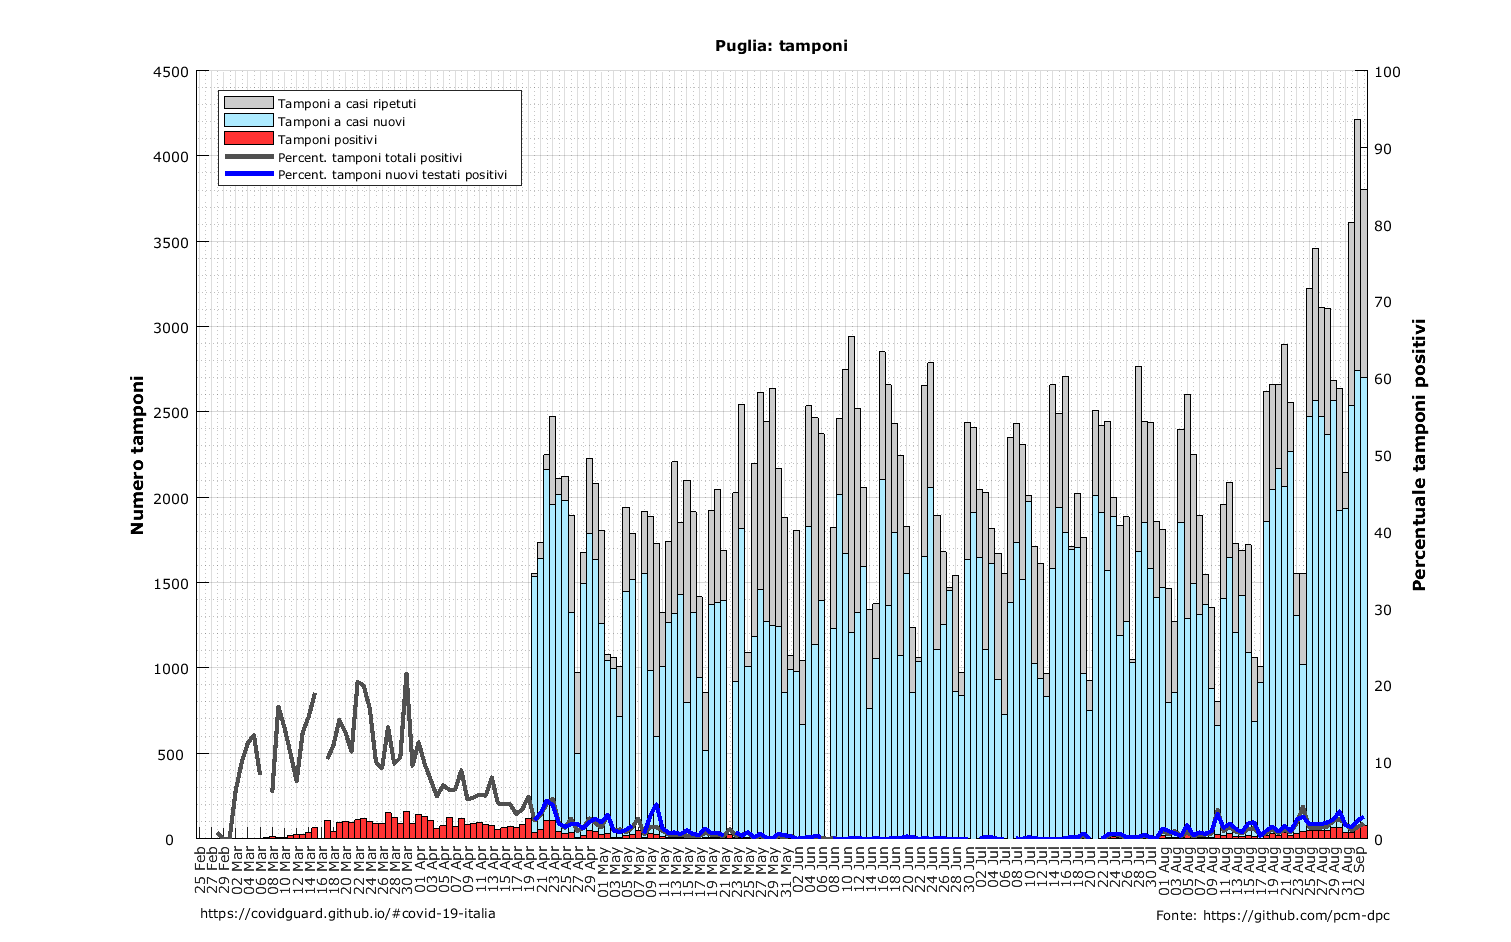 Puglia: tamponi
4500
4000
3500
3000
2500
2000
1500
1000
500
0
Numero tamponi
Tamponi a casi ripetuti
Tamponi a casi nuovi
Tamponi positivi
Percent. tamponi totali positivi
Percent. tamponi nuovi testati positivi
100
90
80
70
60
50
40
30
20
10
0
Percentuale tamponi positivi
25 Feb
27 Feb
29 Feb
02 Mar
04 Mar
06 Mar
08 Mar
10 Mar
12 Mar
14 Mar
16 Mar
18 Mar
20 Mar
22 Mar
24 Mar
26 Mar
28 Mar
30 Mar
01 Apr
03 Apr
05 Apr
07 Apr
09 Apr
11 Apr
13 Apr
15 Apr
17 Apr
19 Apr
21 Apr
23 Apr
25 Apr
27 Apr
29 Apr
01 May
03 May
05 May
07 May
09 May
11 May
13 May
15 May
17 May
19 May
21 May
23 May
25 May
27 May
29 May
31 May
02 Jun
04 Jun
06 Jun
08 Jun
10 Jun
12 Jun
14 Jun
16 Jun
18 Jun
20 Jun
22 Jun
24 Jun
26 Jun
28 Jun
30 Jun
02 Jul
04 Jul
06 Jul
08 Jul
10 Jul
12 Jul
14 Jul
16 Jul
18 Jul
20 Jul
22 Jul
24 Jul
26 Jul
28 Jul
30 Jul
01 Aug
03 Aug
05 Aug
07 Aug
09 Aug
11 Aug
13 Aug
15 Aug
17 Aug
19 Aug
21 Aug
23 Aug
25 Aug
27 Aug
29 Aug
31 Aug
02 Sep
https://covidguard.github.io/#covid-19-italia
Fonte: https://github.com/pcm-dpc